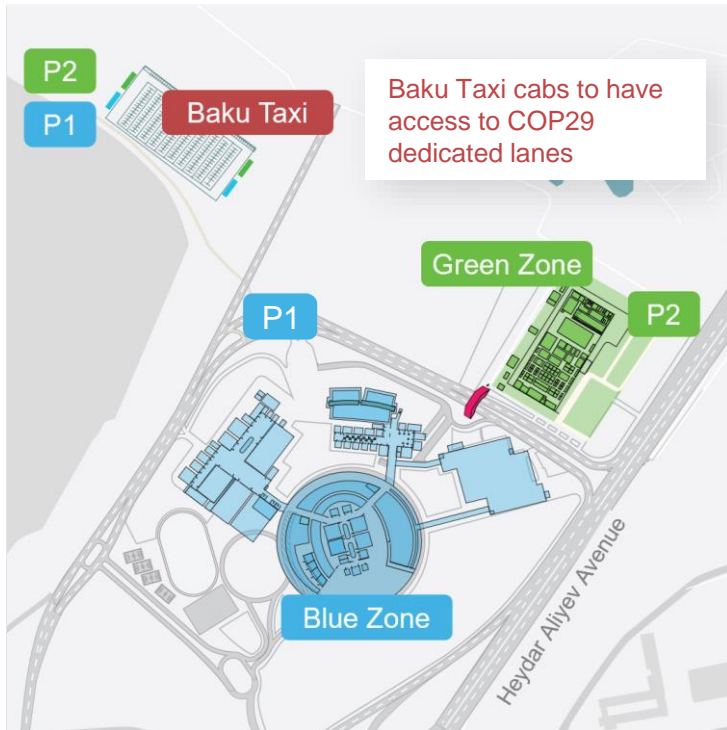 P2
P1
Baku Taxi
Baku Taxi cabs to have
access to COP29
dedicated lanes
Green Zone
P2
P1
Blue Zone
Heydar Aliyev Avenue